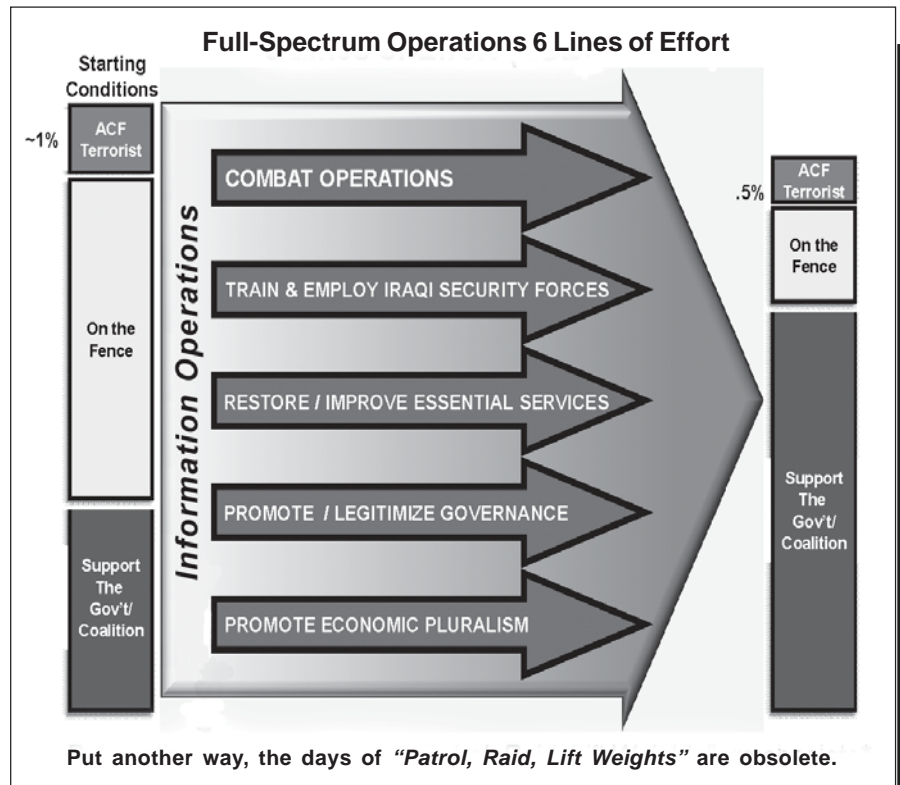 Full-Spectrum Operations 6 Lines of Effort
Starting
Conditions
~1%
ACF
Terrorist
On the
Fence
Support
The
Gov't/
Coalition
Information Operations
COMBAT OPERATIONS
TRAIN & EMPLOY IRAQI SECURITY FORCES
RESTORE / IMPROVE ESSENTIAL SERVICES
PROMOTE / LEGITIMIZE GOVERNANCE
PROMOTE ECONOMIC PLURALISM
.5%
ACF
Terrorist
On the
Fence
Support
The
Gov't/
Coalition
Put another way, the days of "Patrol, Raid, Lift Weights" are obsolete.